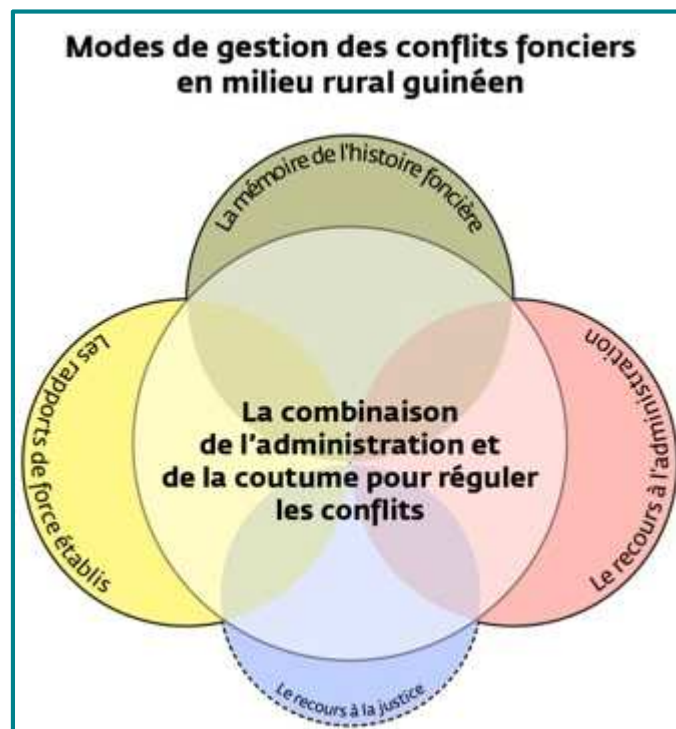 Modes de gestion des conflits fonciers
en milieu rural guinéen
La mémoire de l'histoire foncière
Les rapports de force établis
Le recours à l'administration
La combinaison
de l'administration et
de la coutume pour réguler
les conflits
Le recours à la justice